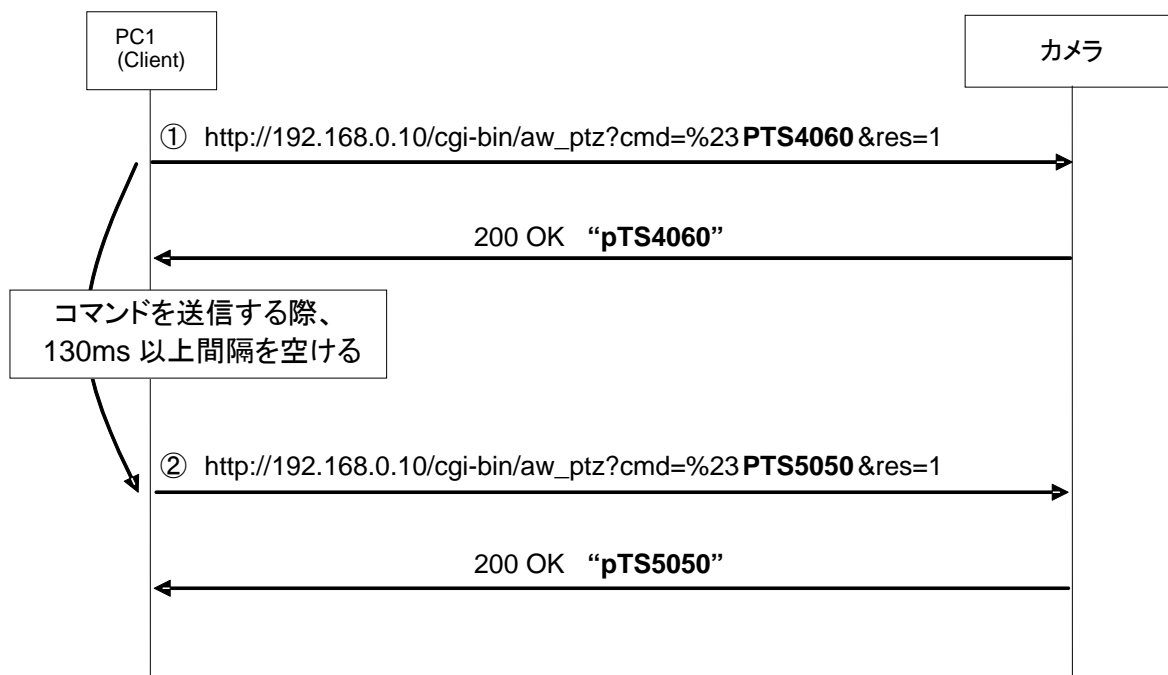 PC1
(Client)
カメラ
① http://192.168.0.10/cgi-bin/aw_ptz?cmd=%23PTS4060&res=1
200 OK “pTS4060”
コマンドを送信する際、
130ms 以上間隔を空ける
② http://192.168.0.10/cgi-bin/aw_ptz?cmd=%23PTS5050&res=1
200 OK “pTS5050”